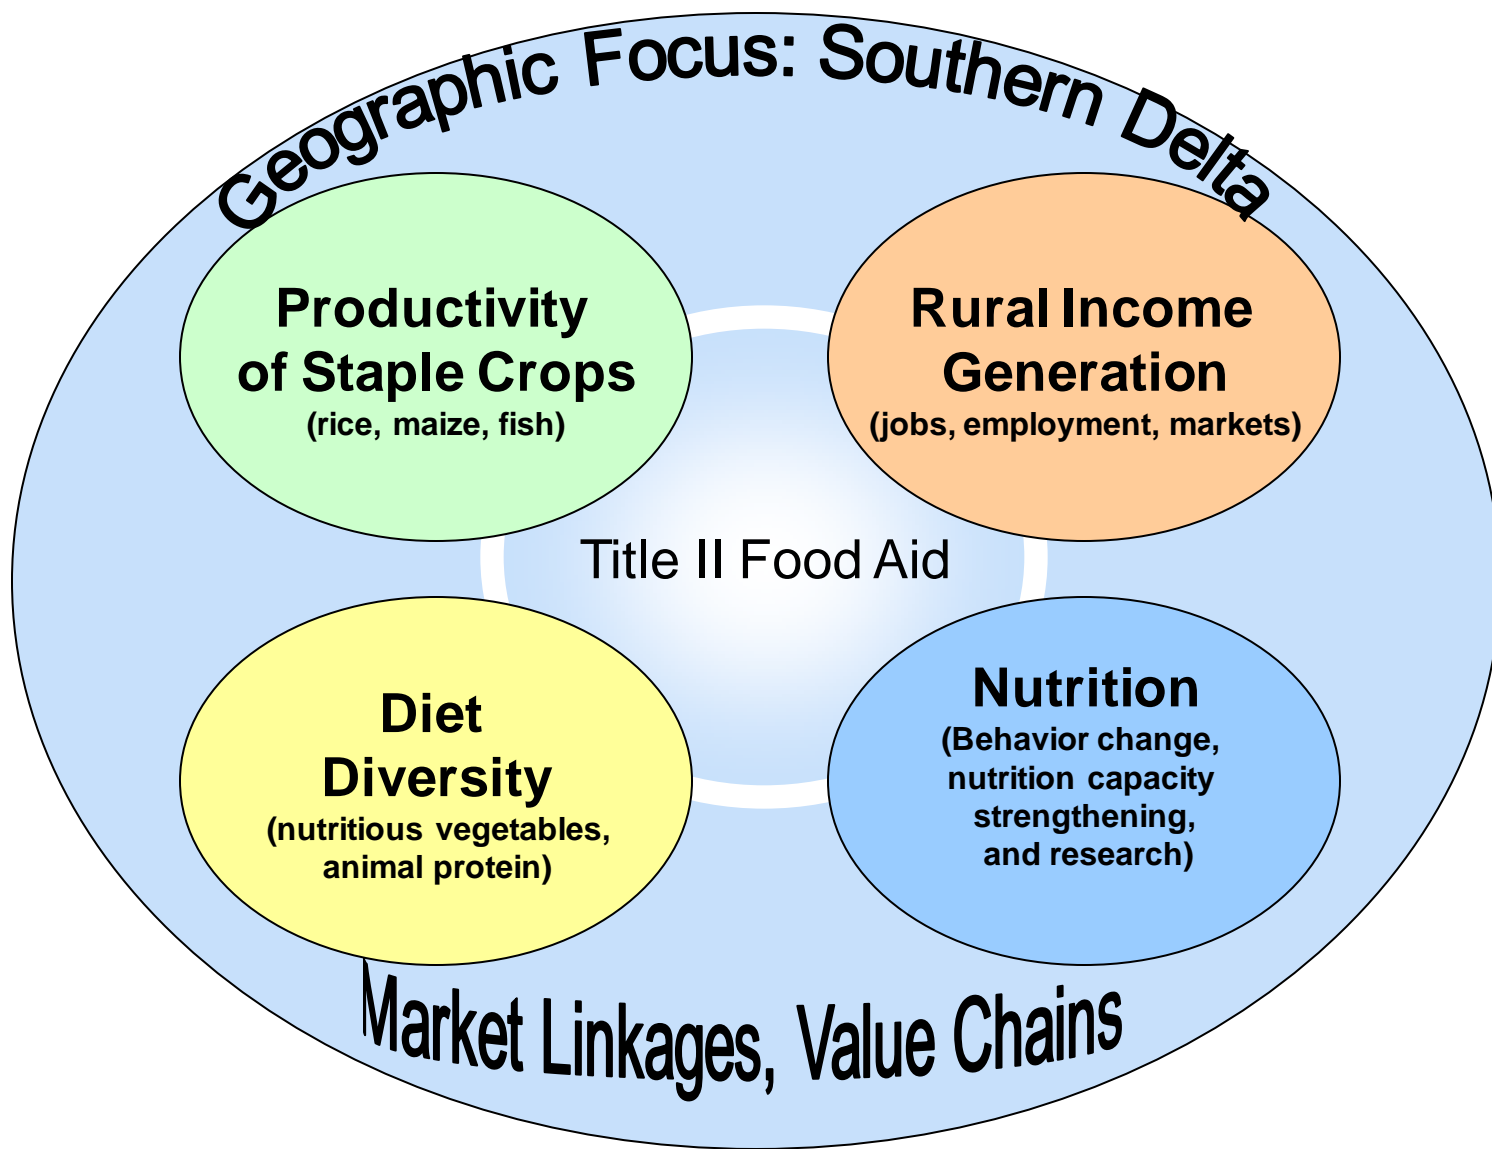 Geographic Focus: Southern Delta
Productivity
of Staple Crops
(rice, maize, fish)
Rural Income
Generation
(jobs, employment, markets)
Title II Food Aid
Diet
Diversity
(nutritious vegetables,
animal protein)
Nutrition
(Behavior change,
nutrition capacity
strengthening,
and research)
Market Linkages, Value Chains